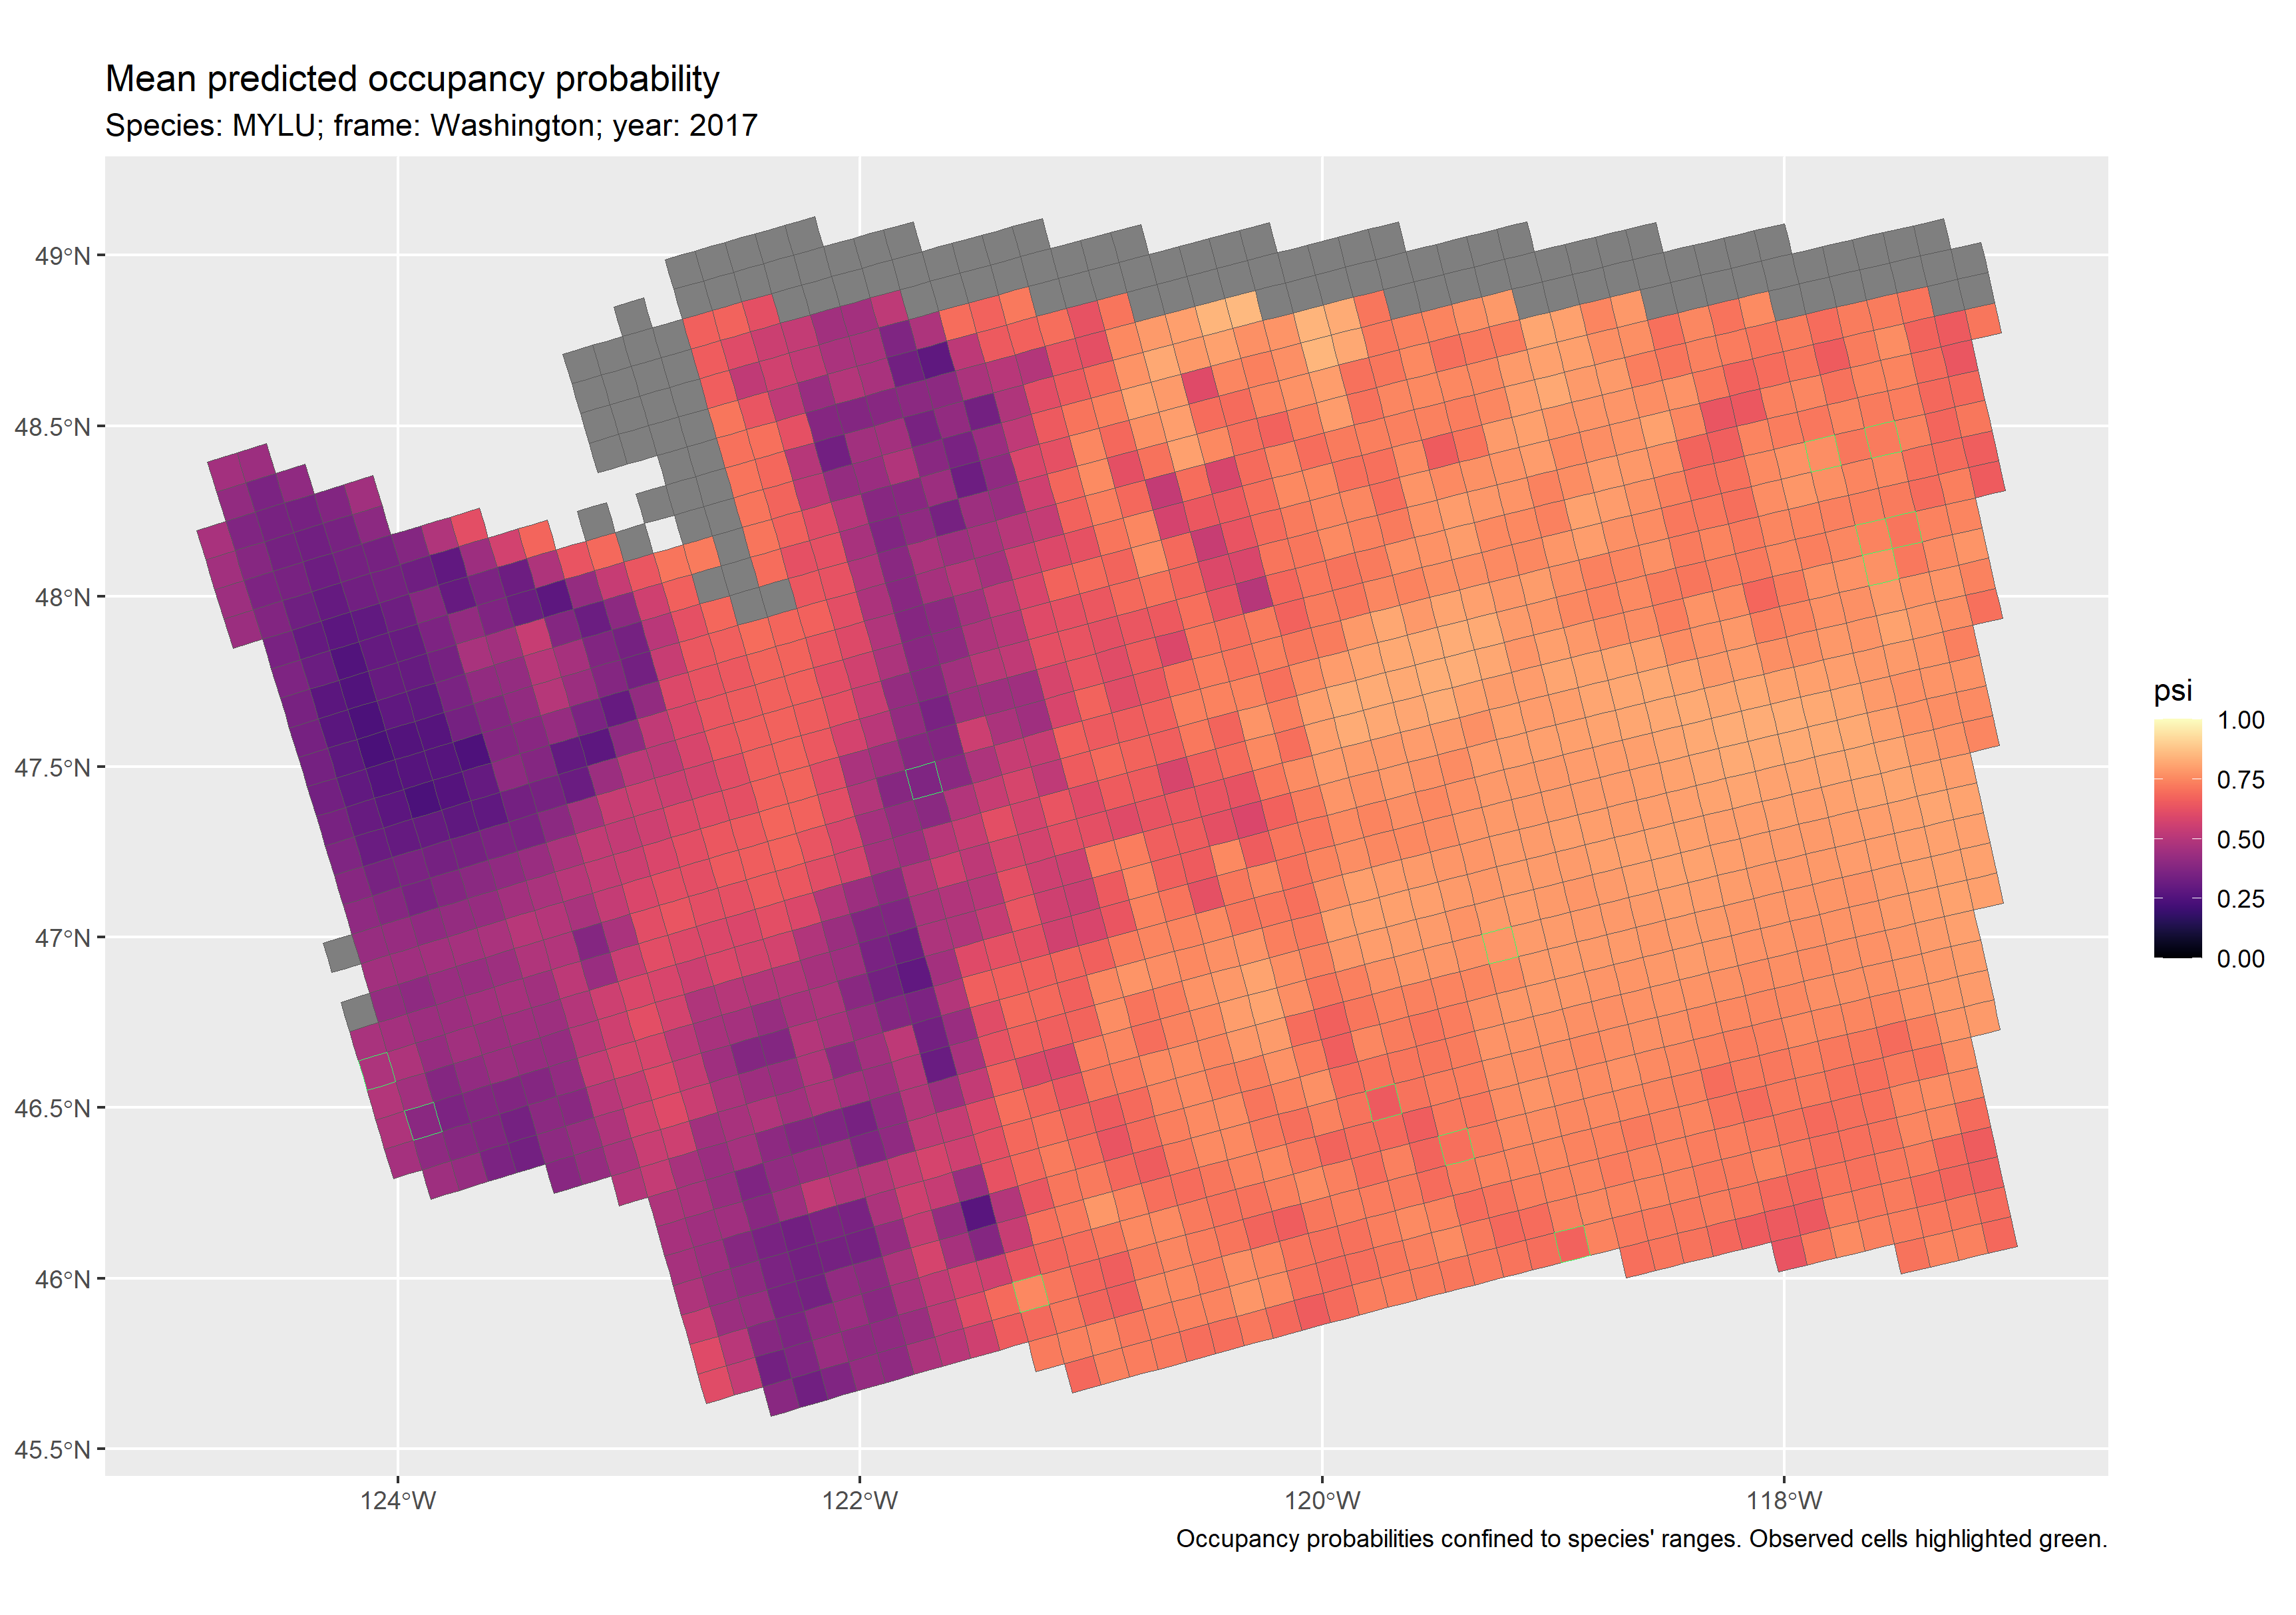 Mean predicted occupancy probability
Species: MYLU; frame: Washington; year: 2017
49°N
48.5°N
48°N
47.5°N
47°N
46.5°N
46°N
45.5°N
124°W
122°W
120°W
118°W
psi
1.00
0.75
0.50
0.25
0.00
Occupancy probabilities confined to species' ranges. Observed cells highlighted green.